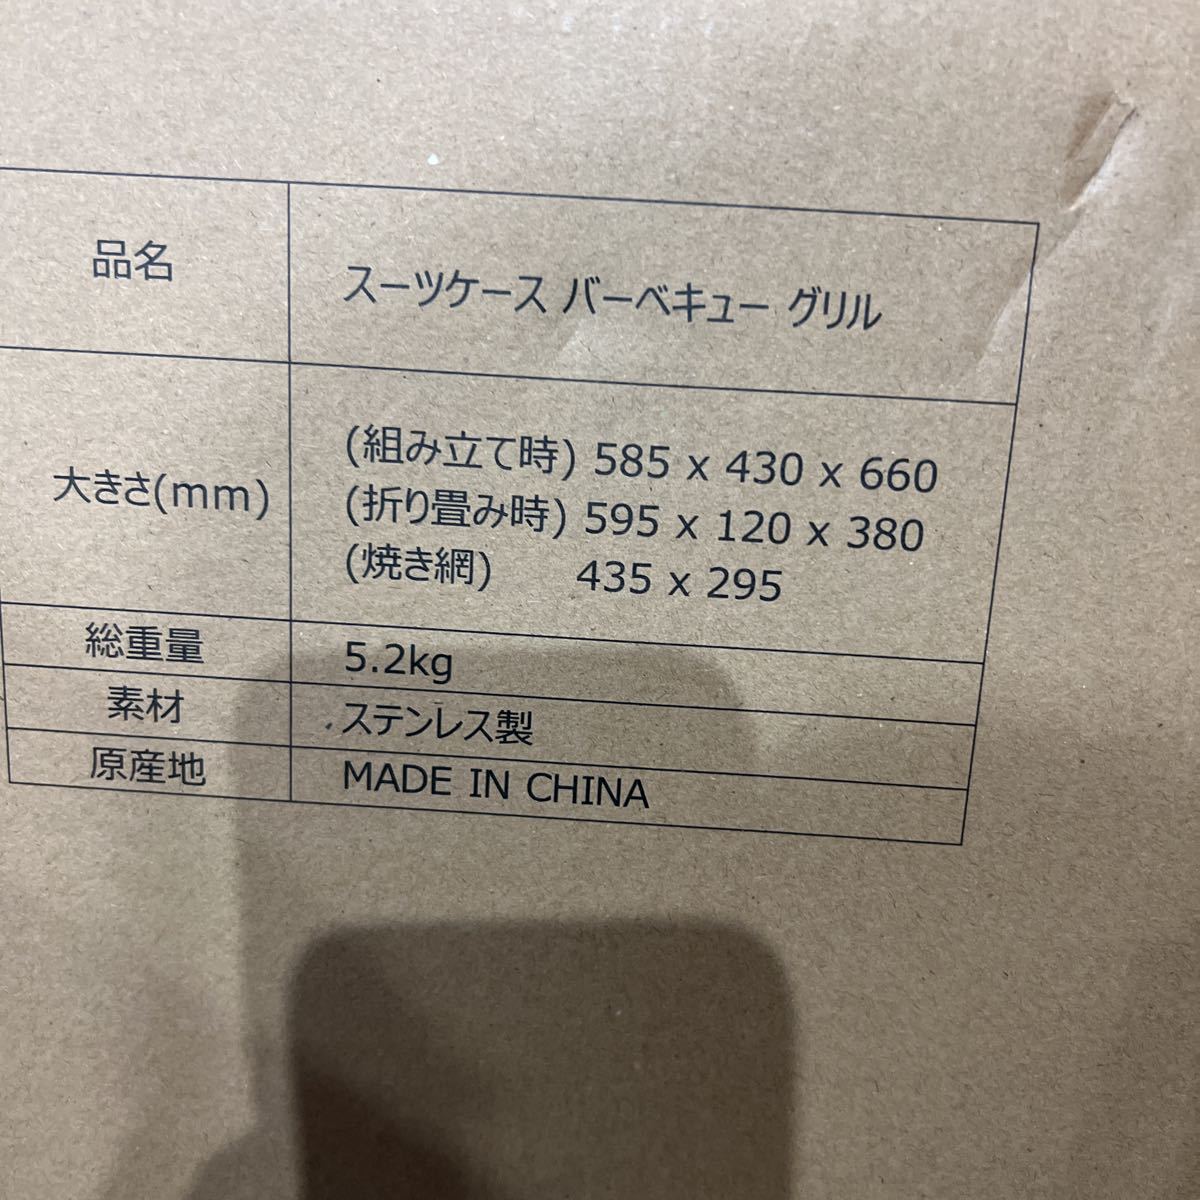 品名 スーツケース バーベキュー グリル
大きさ(mm) (組み立て時) 585 x 430 x 660
(折り畳み時) 595 x 120 x 380
(焼き網) 435 x 295
総重量 5.2kg
素材 ステンレス製
原産地 MADE IN CHINA